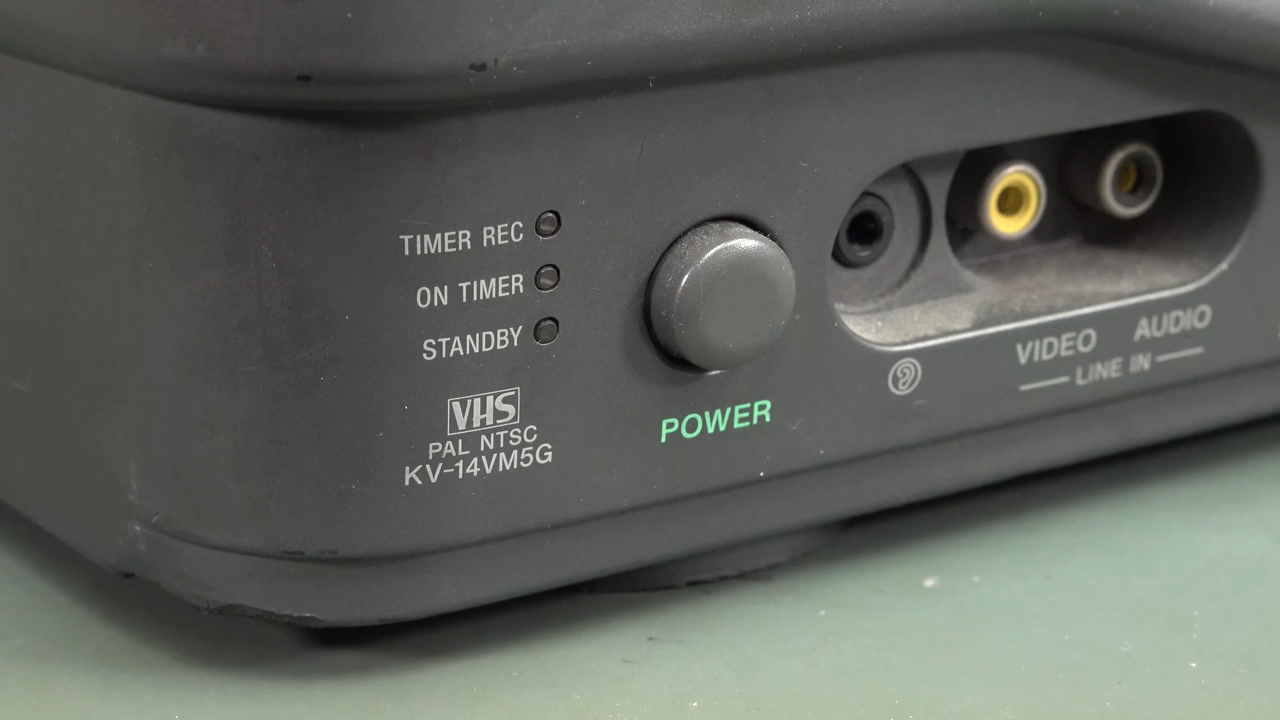 TIMER REC
ON TIMER
STANDBY
VHS
PAL NTSC
KV-14VM5G
POWER
VIDEO AUDIO
LINE IN